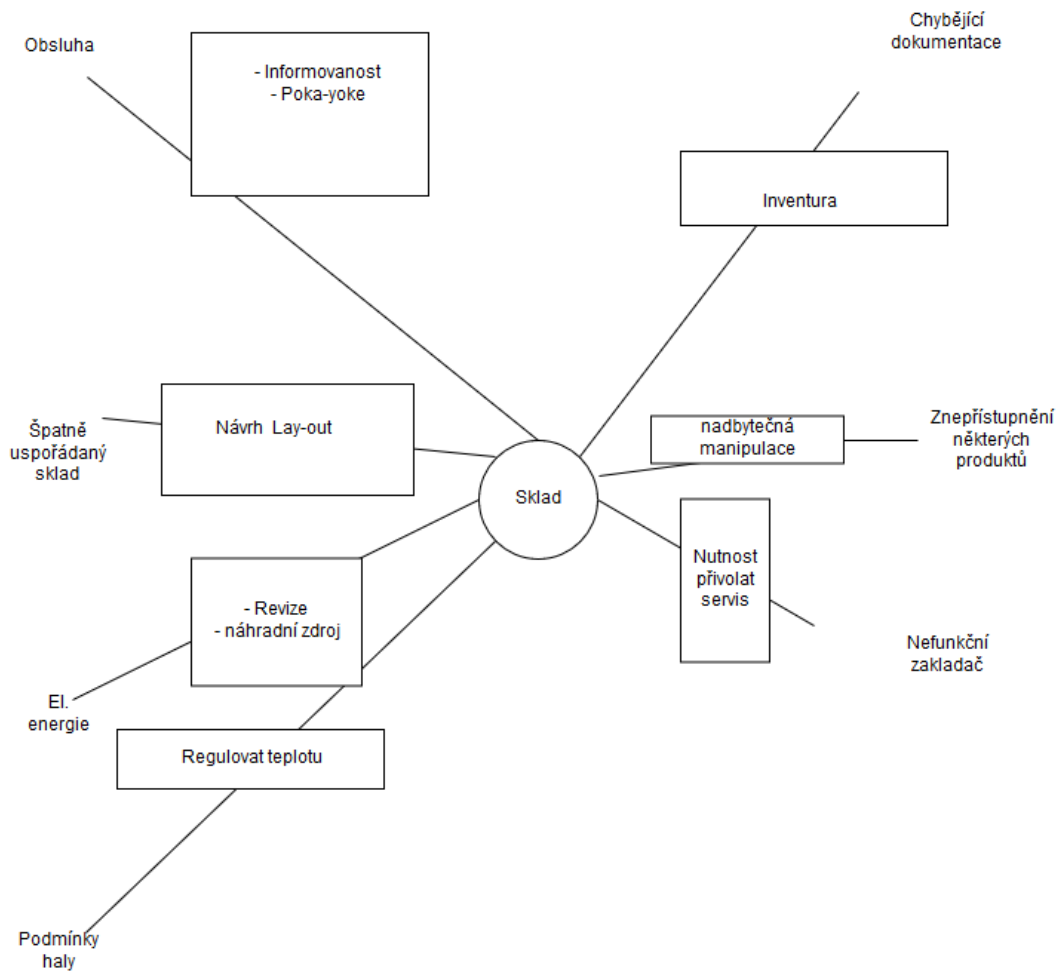 Obsluha
- Informovanost
- Poka-yoke
Chybějící
dokumentace
Inventura
Špatně
uspořádaný
sklad
Návrh Lay-out
nadbytečná
manipulace
Znepřístupnění
některých
produktů
Sklad
Nutnost
přivolat
servis
- Revize
- náhradní zdroj
Nefunkční
zakladač
El.
energie
Regulovat teplotu
Podmínky
haly